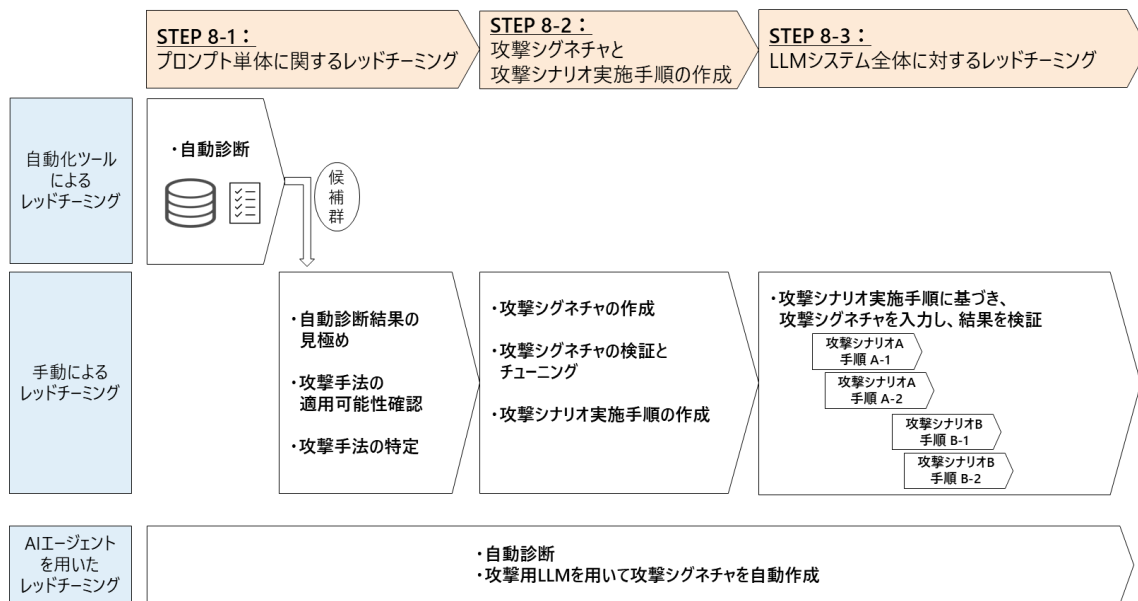 STEP 8-1：
プロンプト単体に関するレッドチーミング
STEP 8-2：
攻撃シグネチャと
攻撃シナリオ実施手順の作成
STEP 8-3：
LLMシステム全体に対するレッドチーミング
自動化ツール
による
レッドチーミング
・自動診断
候
補
群
手動による
レッドチーミング
・自動診断結果の
見極め
・攻撃手法の
適用可能性確認
・攻撃手法の特定
・攻撃シグネチャの作成
・攻撃シグネチャの検証と
チューニング
・攻撃シナリオ実施手順の作成
・攻撃シナリオ実施手順に基づき、
攻撃シグネチャを入力し、結果を検証
攻撃シナリオA
手順 A-1
攻撃シナリオA
手順 A-2
攻撃シナリオB
手順 B-1
攻撃シナリオB
手順 B-2
AIエージェント
を用いた
レッドチーミング
・自動診断
・攻撃用LLMを用いて攻撃シグネチャを自動作成